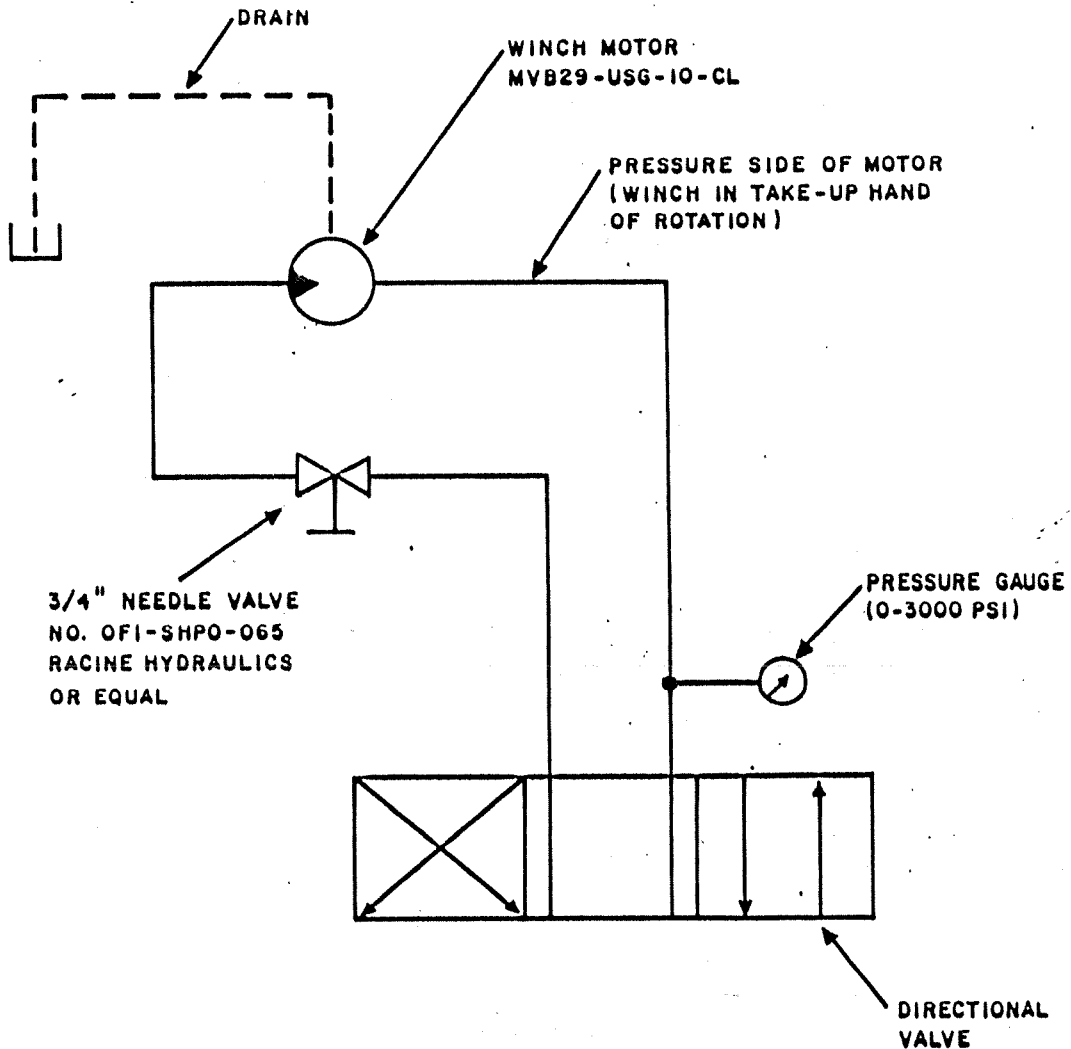 DRAIN
WINCH MOTOR
MVB29-USG-10-CL
PRESSURE SIDE OF MOTOR
(WINCH IN TAKE-UP HAND
OF ROTATION)
3/4" NEEDLE VALVE
NO. OFI-SHPO-065
RACINE HYDRAULICS
OR EQUAL
PRESSURE GAUGE
(0-3000 PSI)
DIRECTIONAL
VALVE